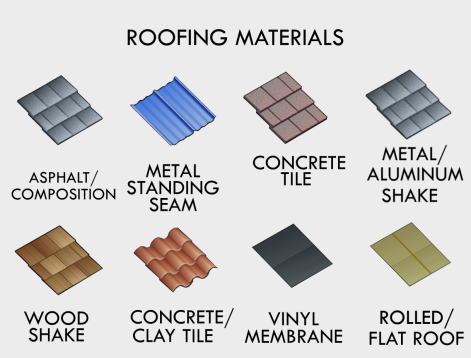 ROOFING MATERIALS
ASPHALT/
COMPOSITION
METAL
STANDING
SEAM
CONCRETE
TILE
METAL/
ALUMINUM
SHAKE
WOOD
SHAKE
CONCRETE/
CLAY TILE
VINYL
MEMBRANE
ROLLED/
FLAT ROOF